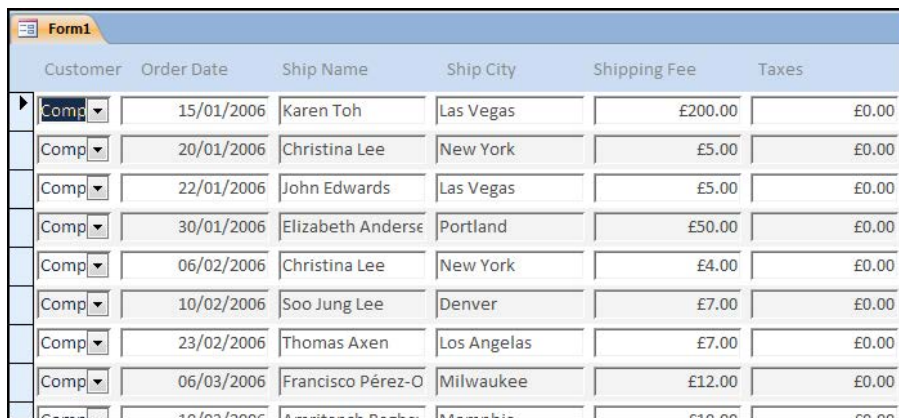 Form1
Customer Order Date Ship Name Ship City Shipping Fee Taxes
Comp 15/01/2006 Karen Toh Las Vegas £200.00 £0.00
Comp 20/01/2006 Christina Lee New York £5.00 £0.00
Comp 22/01/2006 John Edwards Las Vegas £5.00 £0.00
Comp 30/01/2006 Elizabeth Anderse Portland £50.00 £0.00
Comp 06/02/2006 Christina Lee New York £4.00 £0.00
Comp 10/02/2006 Soo Jung Lee Denver £7.00 £0.00
Comp 23/02/2006 Thomas Axen Los Angelas £7.00 £0.00
Comp 06/03/2006 Francisco Pérez-O Milwaukee £12.00 £0.00